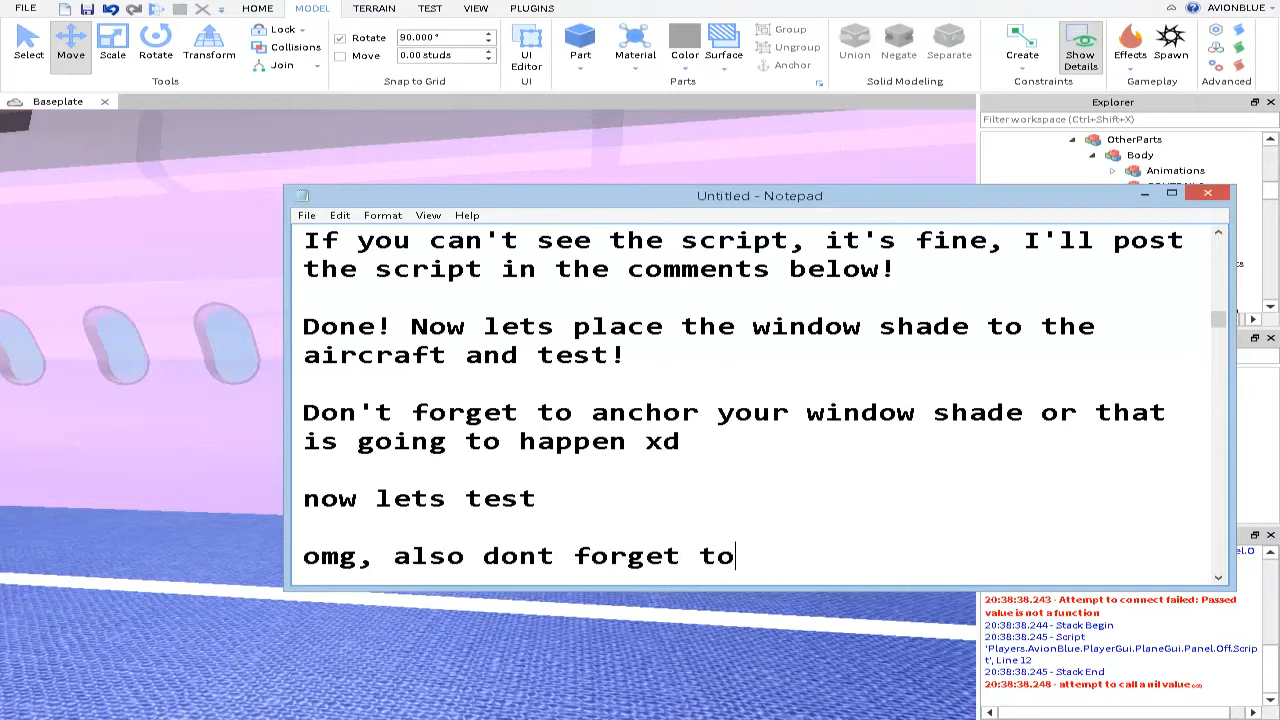 FILE HOME MODEL TERRAIN TEST VIEW PLUGINS AVIONBLUE
Select Move Scale Rotate Transform
Lock
Collisions
Join
Tools
Rotate 90.000 °
Move 0.00 studs
Snap to Grid
UI
Editor
UI
Part Material Color Surface
Group
Ungroup
Anchor
Parts
Union Negate Separate
Solid Modeling
Create
Show
Details
Constraints
Effects Spawn
Gameplay
Advanced
Baseplate
Explorer
Filter workspace (Ctrl+Shift+X)
OtherParts
Body
Animations
Untitled - Notepad
File Edit Format View Help
If you can't see the script, it's fine, I'll post
the script in the comments below!
Done! Now lets place the window shade to the
aircraft and test!
Don't forget to anchor your window shade or that
is going to happen xd
now lets test
omg, also dont forget to
20:38:38.243 - Attempt to connect failed: Passed
value is not a function
20:38:38.244 - Stack Begin
20:38:38.245 - Script
'Players.AvionBlue.PlayerGui.PlaneGui.Panel.Off.Scrip
t', Line 12
20:38:38.245 - Stack End
20:38:38.248 - attempt to call a nil value